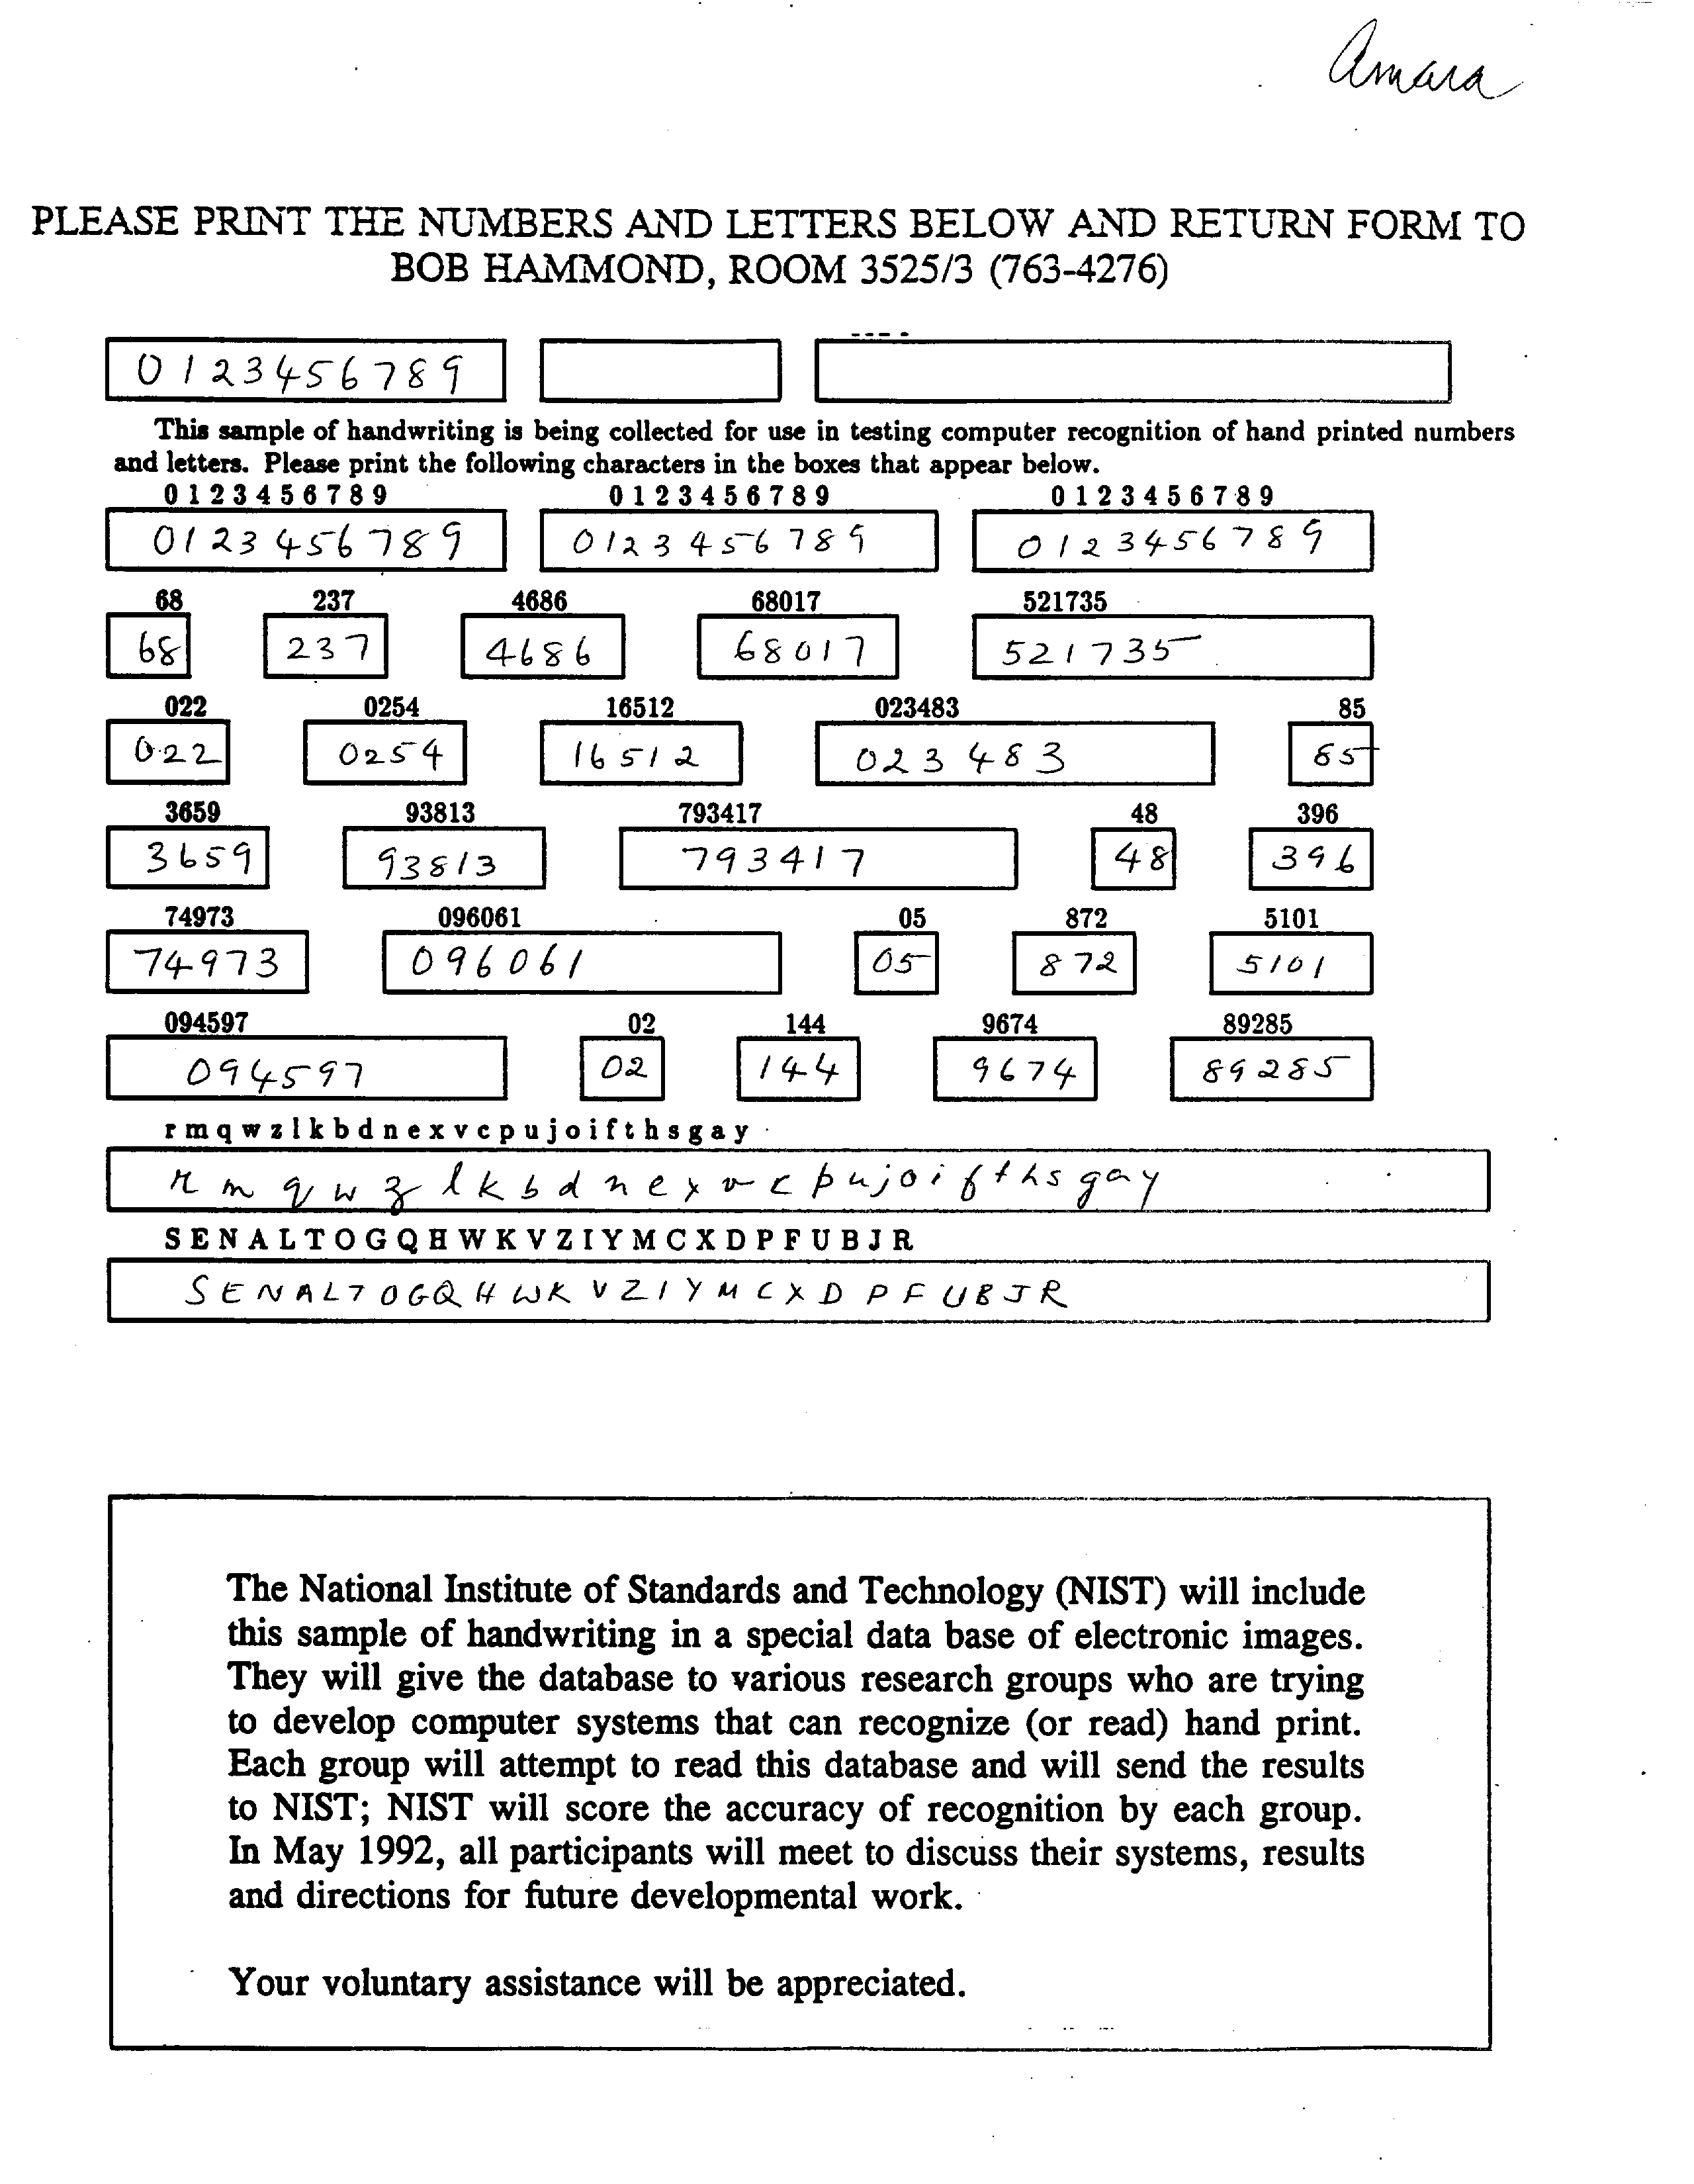 Amara
PLEASE PRINT THE NUMBERS AND LETTERS BELOW AND RETURN FORM TO
BOB HAMMOND, ROOM 3525/3 (763-4276)
0123456789
This sample of handwriting is being collected for use in testing computer recognition of hand printed numbers
and letters. Please print the following characters in the boxes that appear below.
0 1 2 3 4 5 6 7 8 9 0 1 2 3 4 5 6 7 8 9 0 1 2 3 4 5 6 7 8 9
0123456789 0123456789 0123456789
68 237 4686 68017 521735
68 237 4686 68017 521735
022 0254 16512 023483 85
022 0254 16512 023483 85
3659 93813 793417 48 396
3659 93813 793417 48 396
74973 096061 05 872 5101
74973 096061 05 872 5101
094597 02 144 9674 89285
094597 02 144 9674 89285
r m q w z l k b d n e x v c p u j o i f t h s g a y
r m q w z l k b d n e x v c p u j o i f t h s g a y
S E N A L T O G Q H W K V Z I Y M C X D P F U B J R
S E N A L T O G Q H W K V Z I Y M C X D P F U B J R
The National Institute of Standards and Technology (NIST) will include
this sample of handwriting in a special data base of electronic images.
They will give the database to various research groups who are trying
to develop computer systems that can recognize (or read) hand print.
Each group will attempt to read this database and will send the results
to NIST; NIST will score the accuracy of recognition by each group.
In May 1992, all participants will meet to discuss their systems, results
and directions for future developmental work.
Your voluntary assistance will be appreciated.